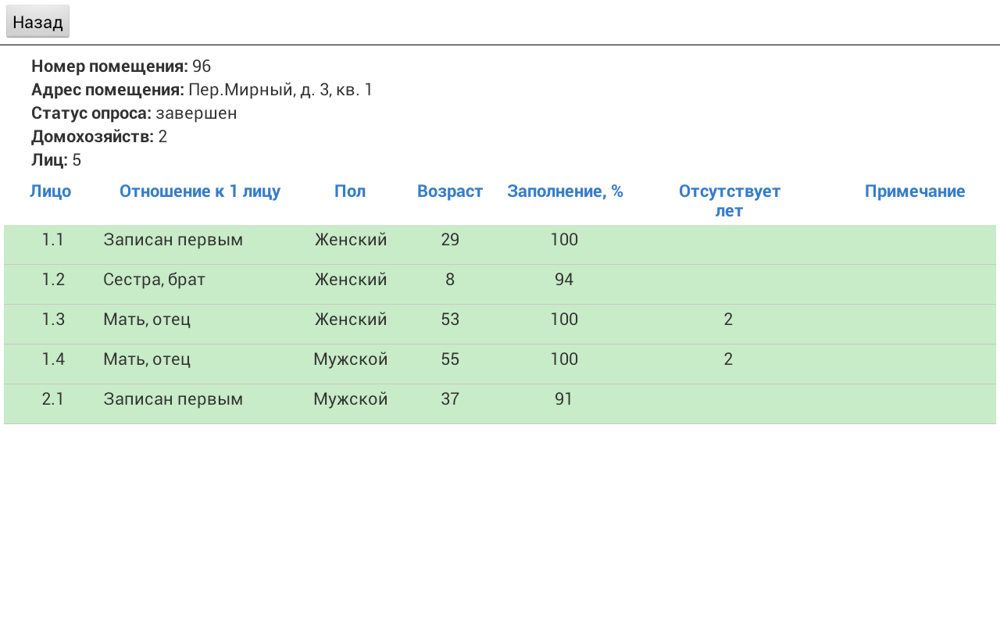 Назад
Номер помещения: 96
Адрес помещения: Пер.Мирный, д. 3, кв. 1
Статус опроса: завершен
Домохозяйств: 2
Лиц: 5
Лицо Отношение к 1 лицу Пол Возраст Заполнение, % Отсутствует лет Примечание
1.1 Записан первым Женский 29 100
1.2 Сестра, брат Женский 8 94
1.3 Мать, отец Женский 53 100 2
1.4 Мать, отец Мужской 55 100 2
2.1 Записан первым Мужской 37 91